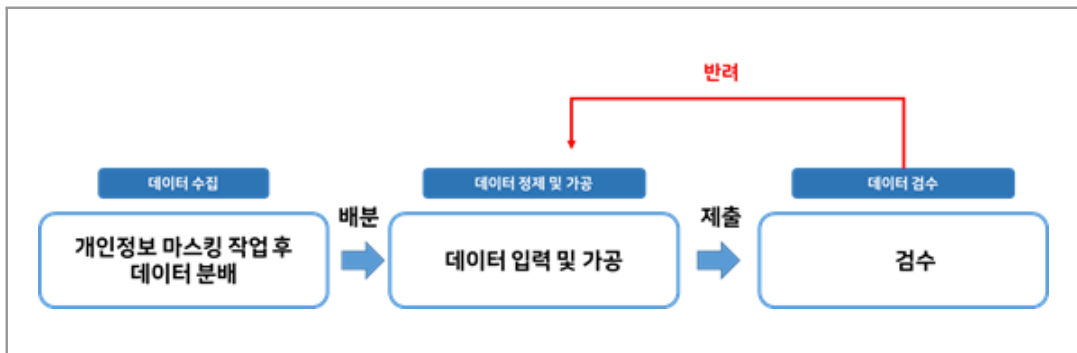 반려
데이터 수집
데이터 정제 및 가공
데이터 검수
배분
제출
개인정보 마스킹 작업 후
데이터 분배
데이터 입력 및 가공
검수